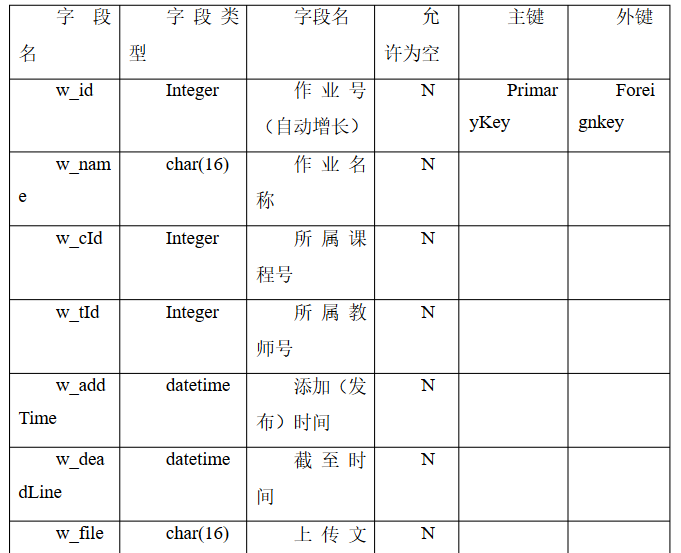 字段名 字段类型 字段名 允许为空 主键 外键
w_id Integer 作业号（自动增长） N PrimaryKey Foreignkey
w_name char(16) 作业名称 N
w_cId Integer 所属课程号 N
w_tId Integer 所属教师号 N
w_addTime datetime 添加（发布）时间 N
w_deadLine datetime 截至时间 N
w_file char(16) 上传文 N